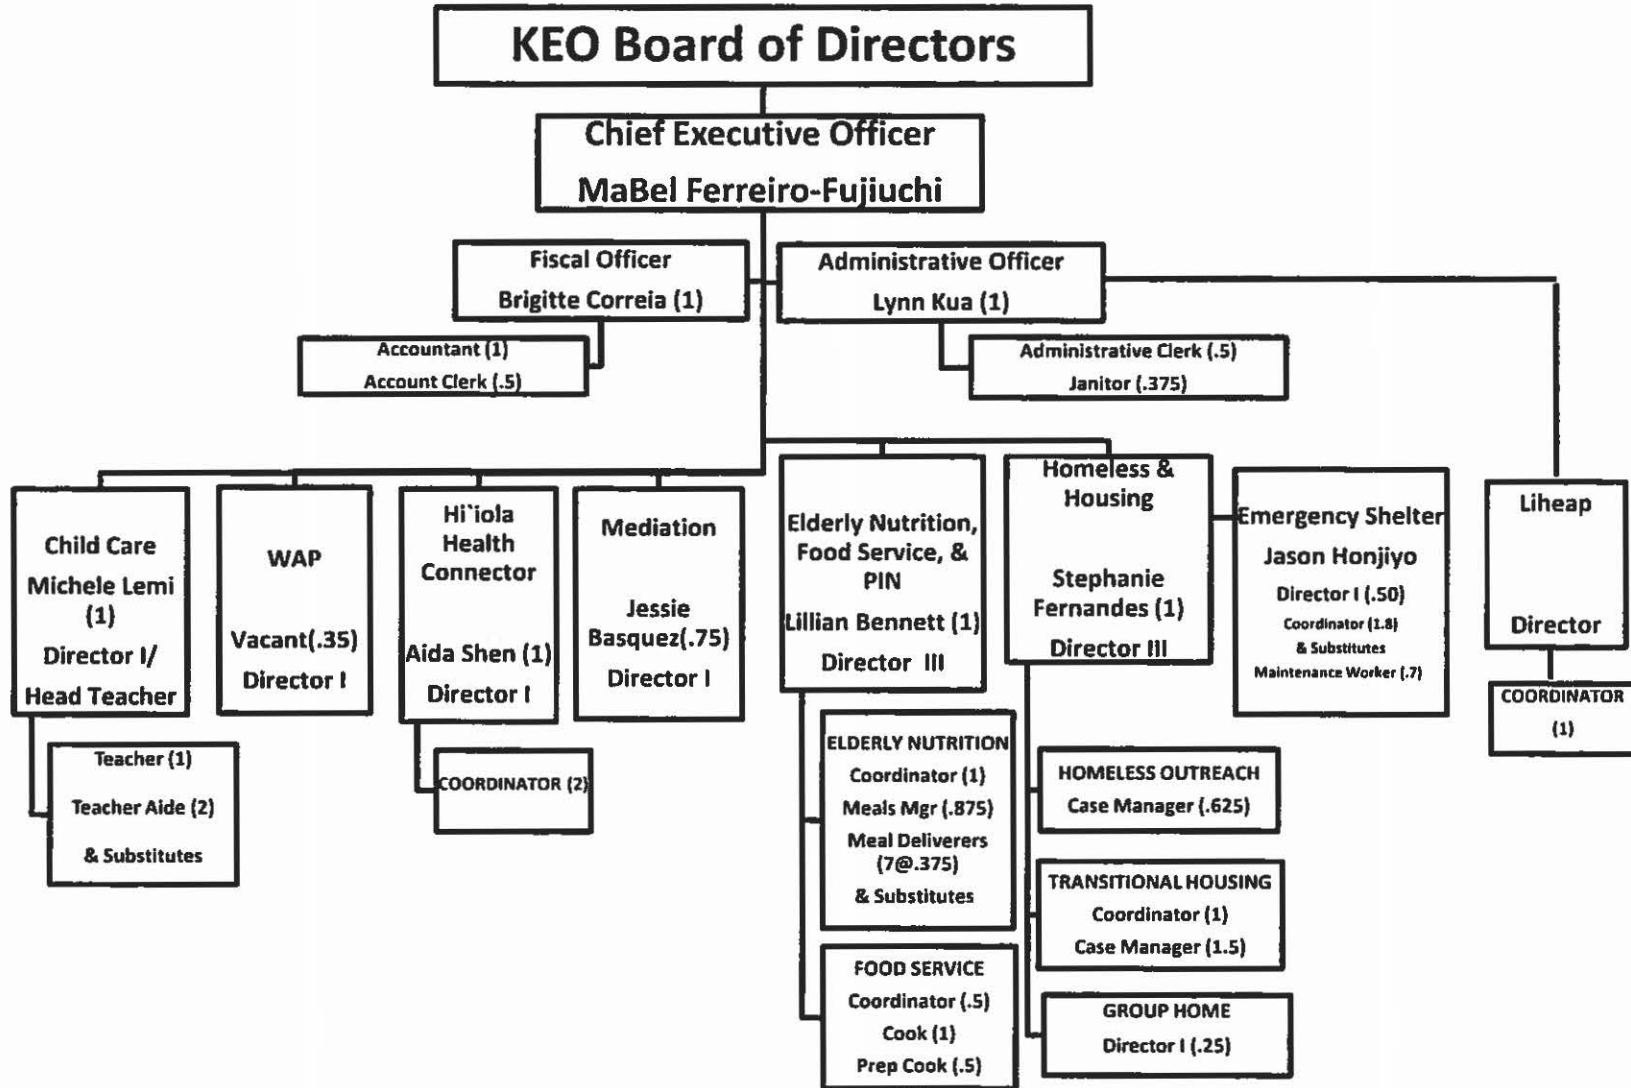 KEO Board of Directors
Chief Executive Officer
MaBel Ferreiro-Fujiuchi
Fiscal Officer
Brigitte Correia (1)
Administrative Officer
Lynn Kua (1)
Accountant (1)
Account Clerk (.5)
Administrative Clerk (.5)
Janitor (.375)
Child Care
Michele Lemi
(1)
Director I/
Head Teacher
WAP
Vacant(.35)
Director I
Hi`iola
Health
Connector
Aida Shen (1)
Director I
Mediation
Jessie
Basquez(.75)
Director I
Elderly Nutrition,
Food Service, &
PIN
Lillian Bennett (1)
Director III
Homeless &
Housing
Stephanie
Fernandes (1)
Director III
Emergency Shelter
Jason Honjiyo
Director I (.50)
Coordinator (1.8)
& Substitutes
Maintenance Worker (.7)
Liheap
Director
COORDINATOR
(1)
Teacher (1)
Teacher Aide (2)
& Substitutes
COORDINATOR (2)
ELDERLY NUTRITION
Coordinator (1)
Meals Mgr (.875)
Meal Deliverers
(7@.375)
& Substitutes
FOOD SERVICE
Coordinator (.5)
Cook (1)
Prep Cook (.5)
HOMELESS OUTREACH
Case Manager (.625)
TRANSITIONAL HOUSING
Coordinator (1)
Case Manager (1.5)
GROUP HOME
Director I (.25)